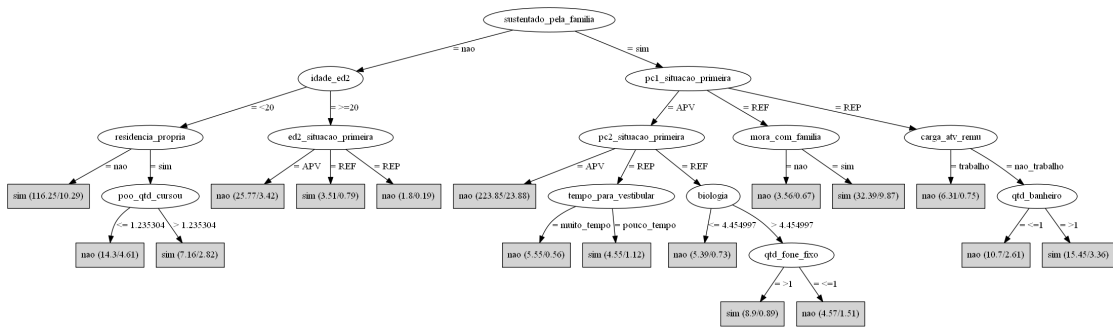 sustentado_pela_familia
= nao = sim
idade_ed2 pc1_situacao_primeira
= <20 = >=20 = APV = REF = REP
residencia_propria ed2_situacao_primeira pc2_situacao_primeira mora_com_familia carga_atv_remu
= nao = sim = APV = REF = REP = APV = REP = REF = nao = sim = trabalho = nao_trabalho
sim (116.25/10.29) poo_qtd_cursou nao (25.77/3.42) sim (3.51/0.79) nao (1.8/0.19) nao (223.85/23.88) tempo_para_vestibular biologia nao (3.56/0.67) sim (32.39/9.87) nao (6.31/0.75) qtd_banheiro
<= 1.235304 > 1.235304 = muito_tempo = pouco_tempo <= 4.454997 > 4.454997 = <=1 = >1
nao (14.3/4.61) sim (7.16/2.82) nao (5.55/0.56) sim (4.55/1.12) nao (5.39/0.73) qtd_fone_fixo nao (10.7/2.61) sim (15.45/3.36)
= >1 = <=1
sim (8.9/0.89) nao (4.57/1.51)